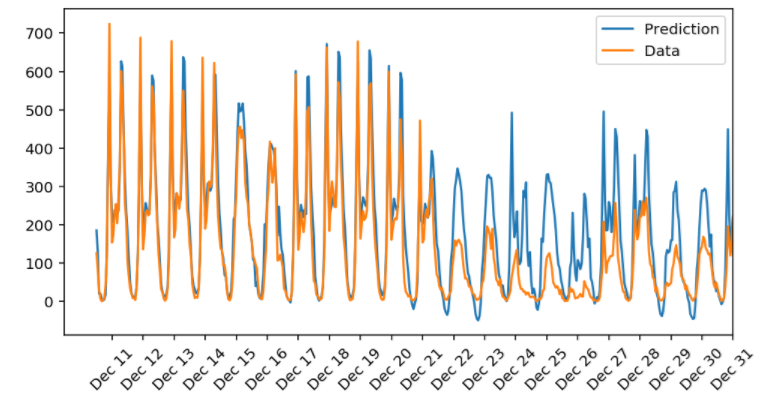 700
600
500
400
300
200
100
0
Prediction
Data
Dec 11
Dec 12
Dec 13
Dec 14
Dec 15
Dec 16
Dec 17
Dec 18
Dec 19
Dec 20
Dec 21
Dec 22
Dec 23
Dec 24
Dec 25
Dec 26
Dec 27
Dec 28
Dec 29
Dec 30
Dec 31